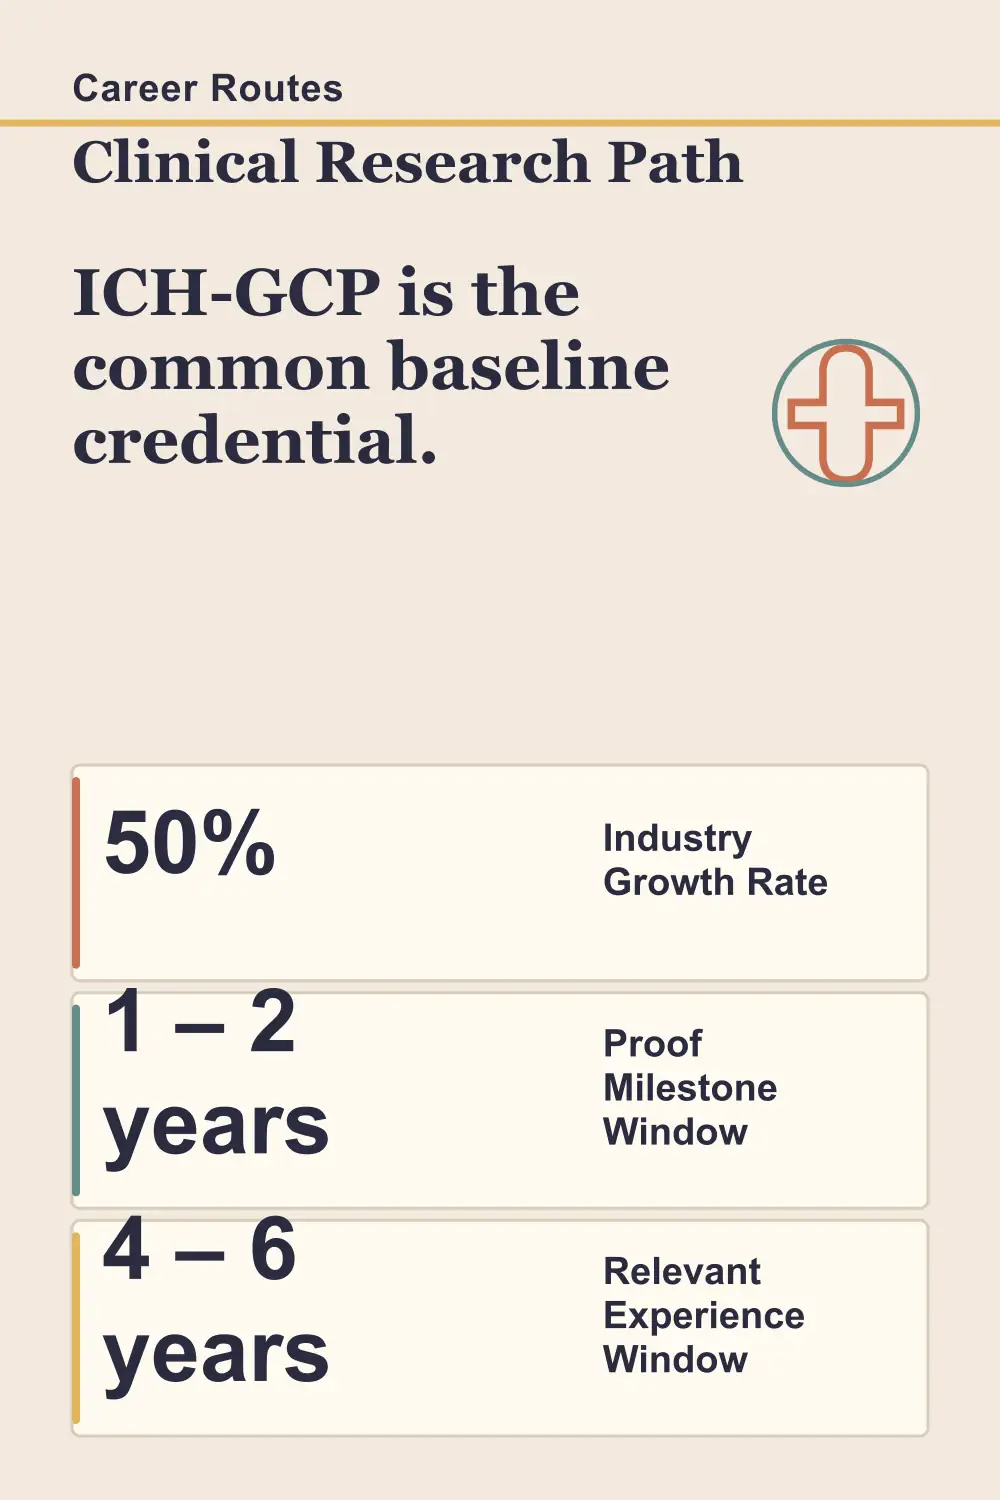 Career Routes
Clinical Research Path
ICH-GCP is the
common baseline
credential.
50%
Industry
Growth Rate
1 – 2
years
Proof
Milestone
Window
4 – 6
years
Relevant
Experience
Window